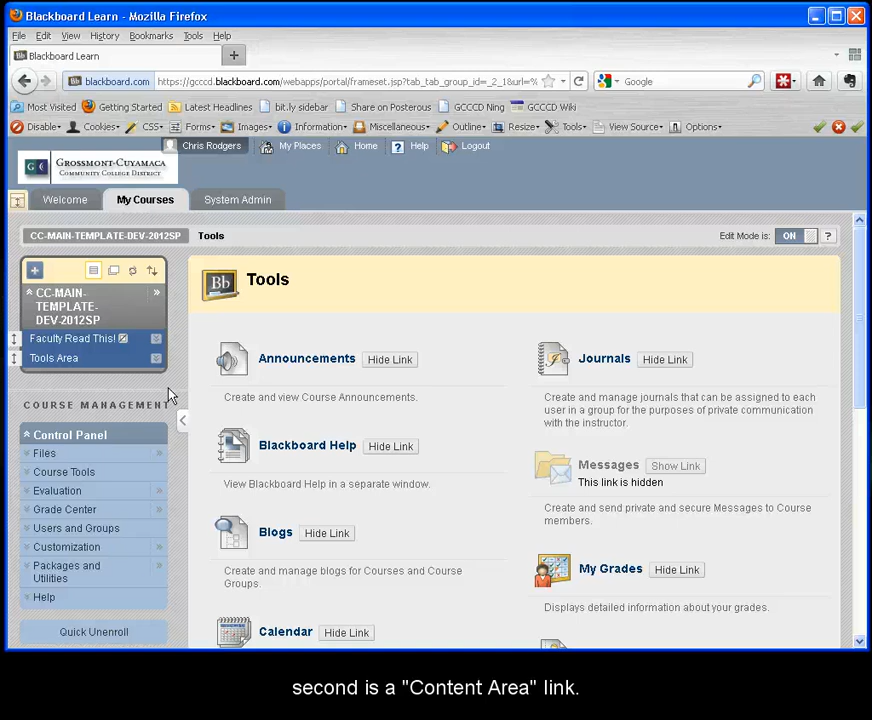 Blackboard Learn - Mozilla Firefox
File Edit View History Bookmarks Tools Help
Blackboard Learn
blackboard.com https://gcccd.blackboard.com/webapps/portal/frameset.jsp?tab_tab_group_id=_2_1&url=% Google
Most Visited Getting Started Latest Headlines bit.ly sidebar Share on Posterous GCCCD Ning GCCCD Wiki
Disable Cookies CSS Forms Images Information Miscellaneous Outline Resize Tools View Source Options
Chris Rodgers My Places Home Help Logout
GROSSMONT-CUYAMACA
COMMUNITY COLLEGE DISTRICT
Welcome My Courses System Admin
CC-MAIN-TEMPLATE-DEV-2012SP Tools Edit Mode is: ON ?
CC-MAIN-
TEMPLATE-
DEV-2012SP
Faculty Read This!
Tools Area
COURSE MANAGEMENT
Control Panel
Files
Course Tools
Evaluation
Grade Center
Users and Groups
Customization
Packages and
Utilities
Help
Quick Unenroll
Bb Tools
Announcements Hide Link
Create and view Course Announcements.
Blackboard Help Hide Link
View Blackboard Help in a separate window.
Blogs Hide Link
Create and manage blogs for Courses and Course
Groups.
Calendar Hide Link
Journals Hide Link
Create and manage journals that can be assigned to each
user in a group for the purposes of private communication
with the instructor.
Messages Show Link
This link is hidden
Create and send private and secure Messages to Course
members.
My Grades Hide Link
Displays detailed information about your grades.
second is a "Content Area" link.